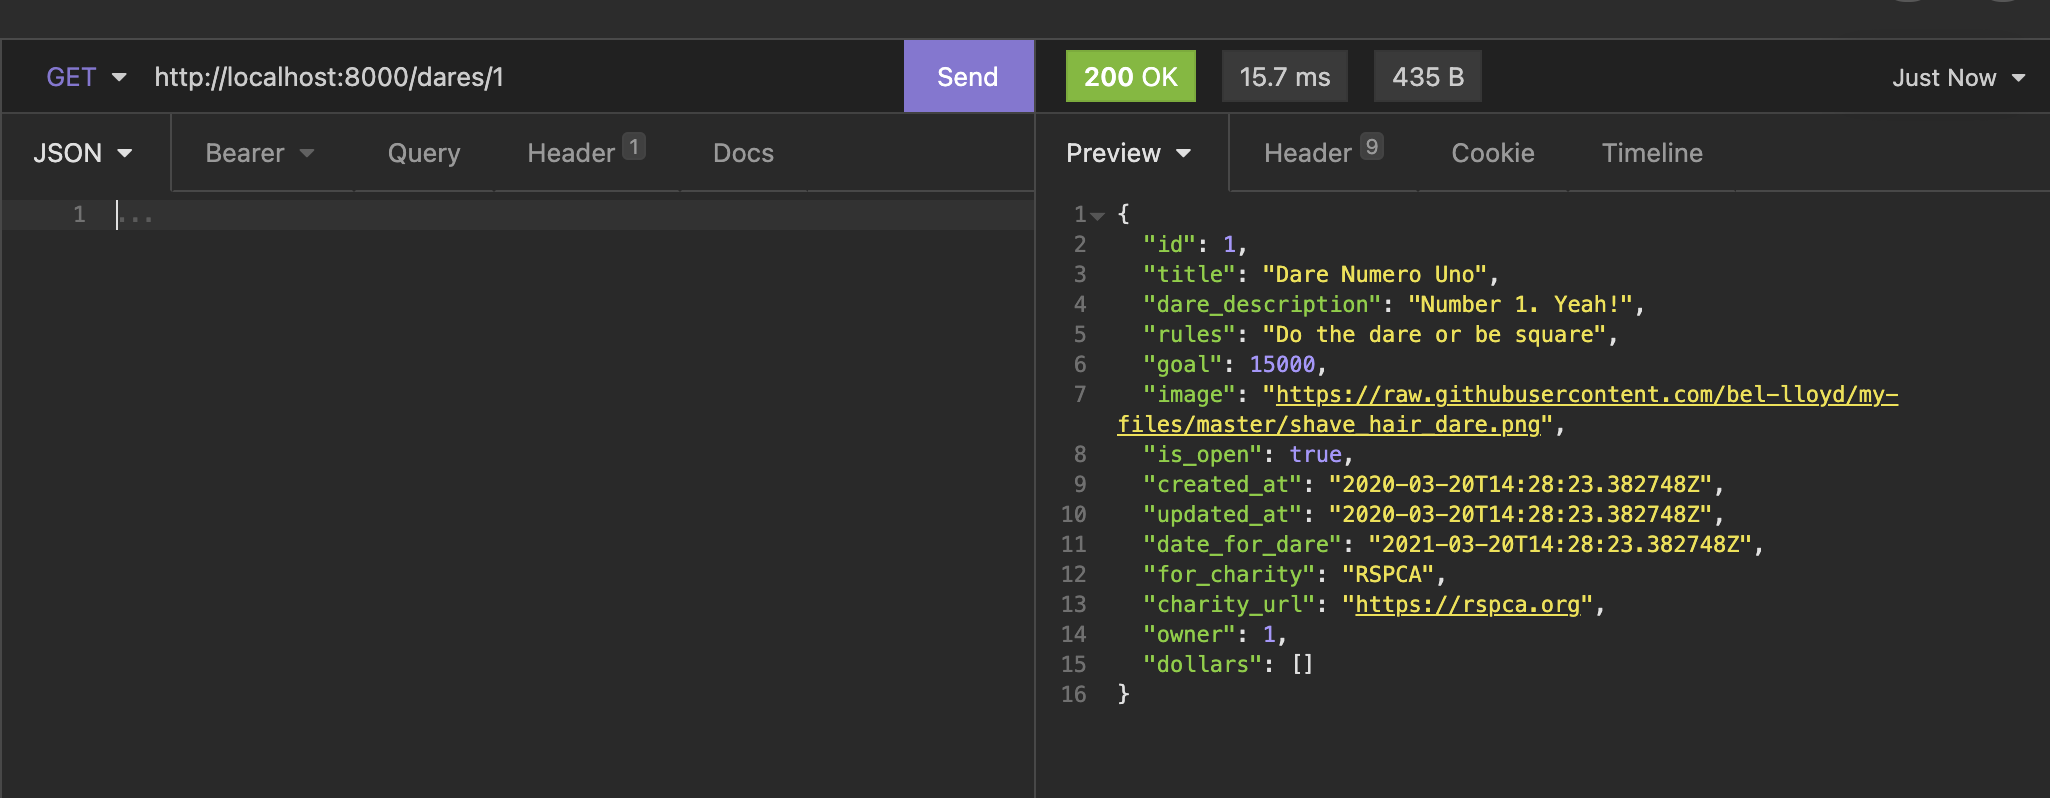 GET http://localhost:8000/dares/1 Send 200 OK 15.7 ms 435 B Just Now
JSON Bearer Query Header 1 Docs Preview Header 9 Cookie Timeline
1 ...
1 {
2 "id": 1,
3 "title": "Dare Numero Uno",
4 "dare_description": "Number 1. Yeah!",
5 "rules": "Do the dare or be square",
6 "goal": 15000,
7 "image": "https://raw.githubusercontent.com/bel-lloyd/my-
files/master/shave_hair_dare.png",
8 "is_open": true,
9 "created_at": "2020-03-20T14:28:23.382748Z",
10 "updated_at": "2020-03-20T14:28:23.382748Z",
11 "date_for_dare": "2021-03-20T14:28:23.382748Z",
12 "for_charity": "RSPCA",
13 "charity_url": "https://rspca.org",
14 "owner": 1,
15 "dollars": []
16 }